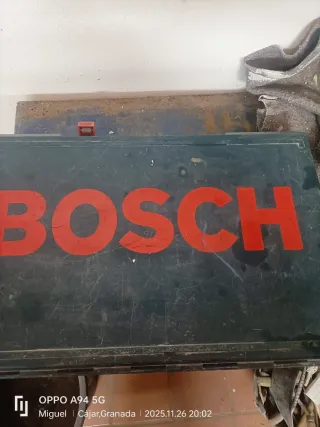 BOSCH
OPPO A94 5G
Miguel | Cájar,Granada | 2025.11.26 20:02